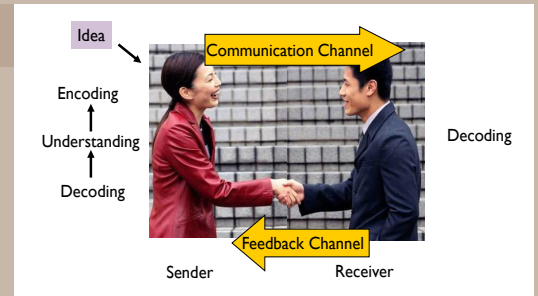 Idea
Communication Channel
Encoding
Understanding
Decoding
Decoding
Feedback Channel
Sender
Receiver